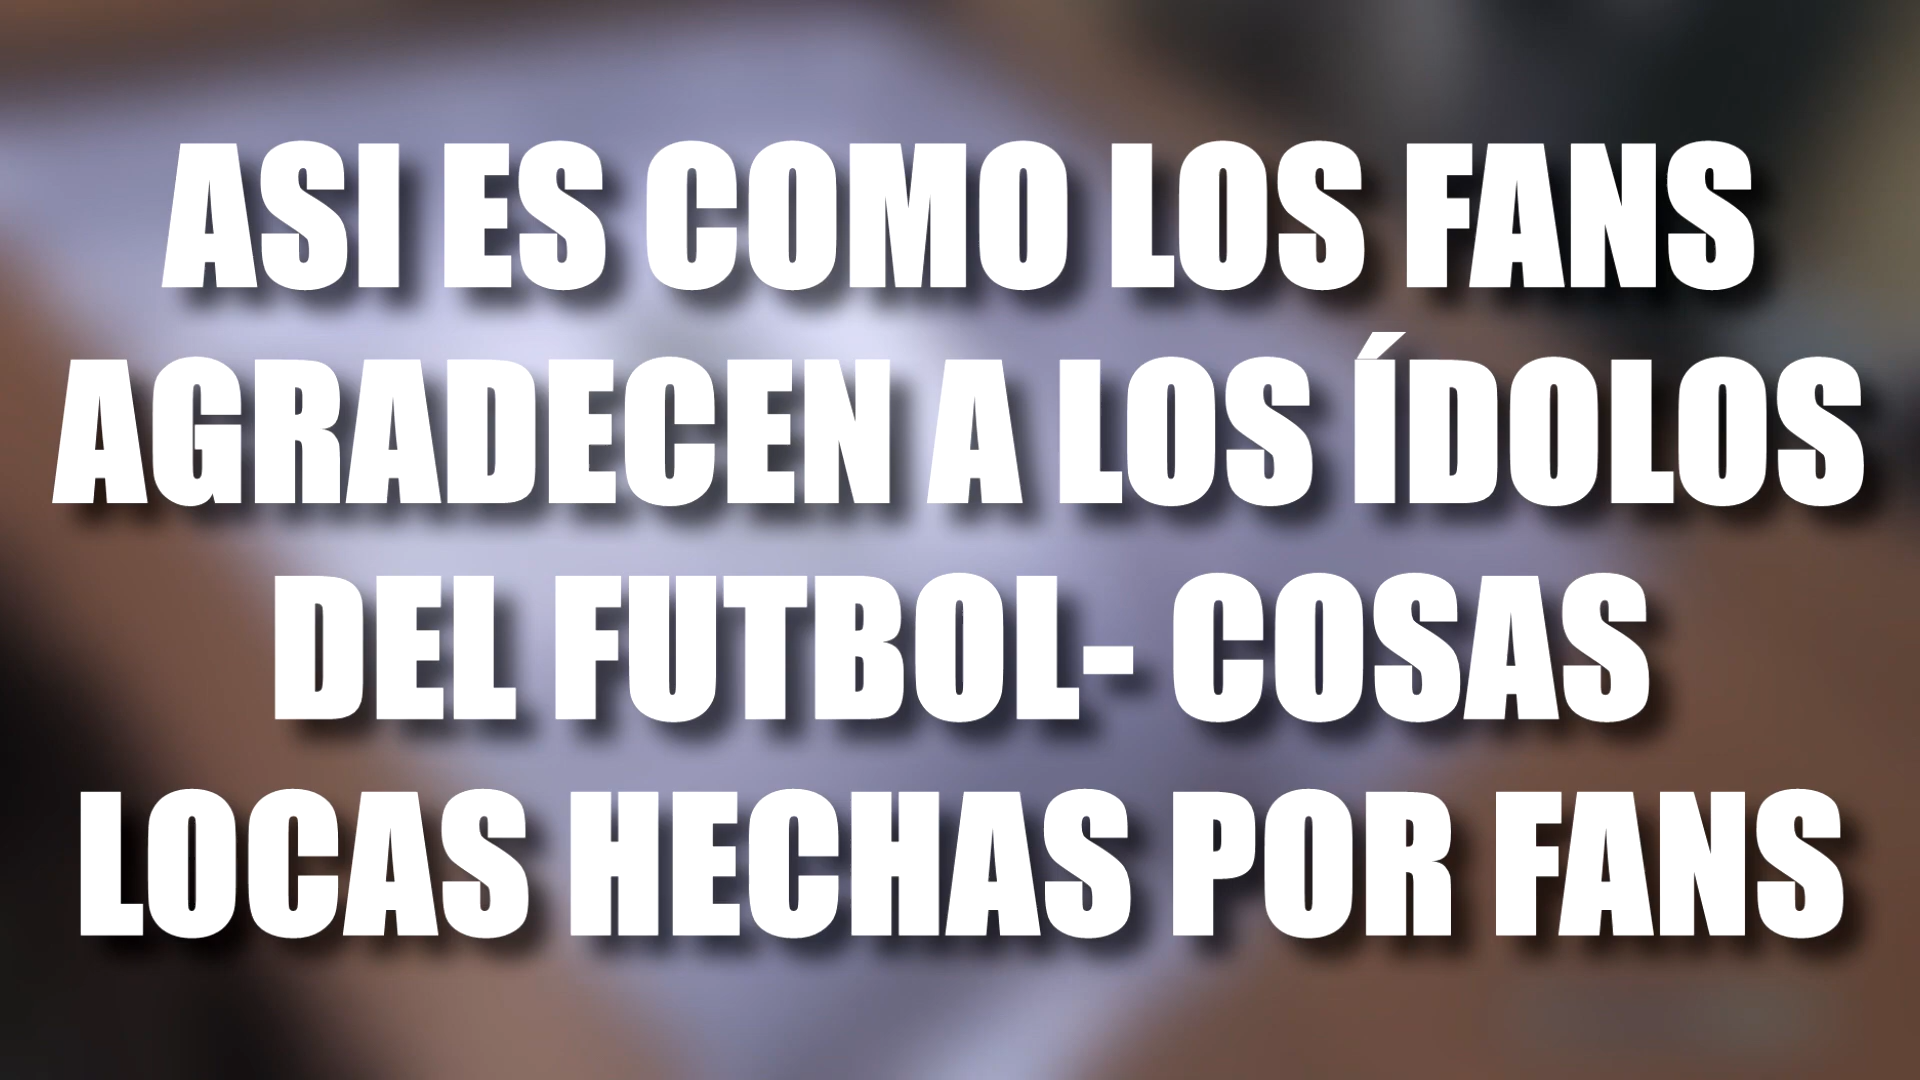 ASI ES COMO LOS FANS
AGRADECEN A LOS ÍDOLOS
DEL FUTBOL- COSAS
LOCAS HECHAS POR FANS